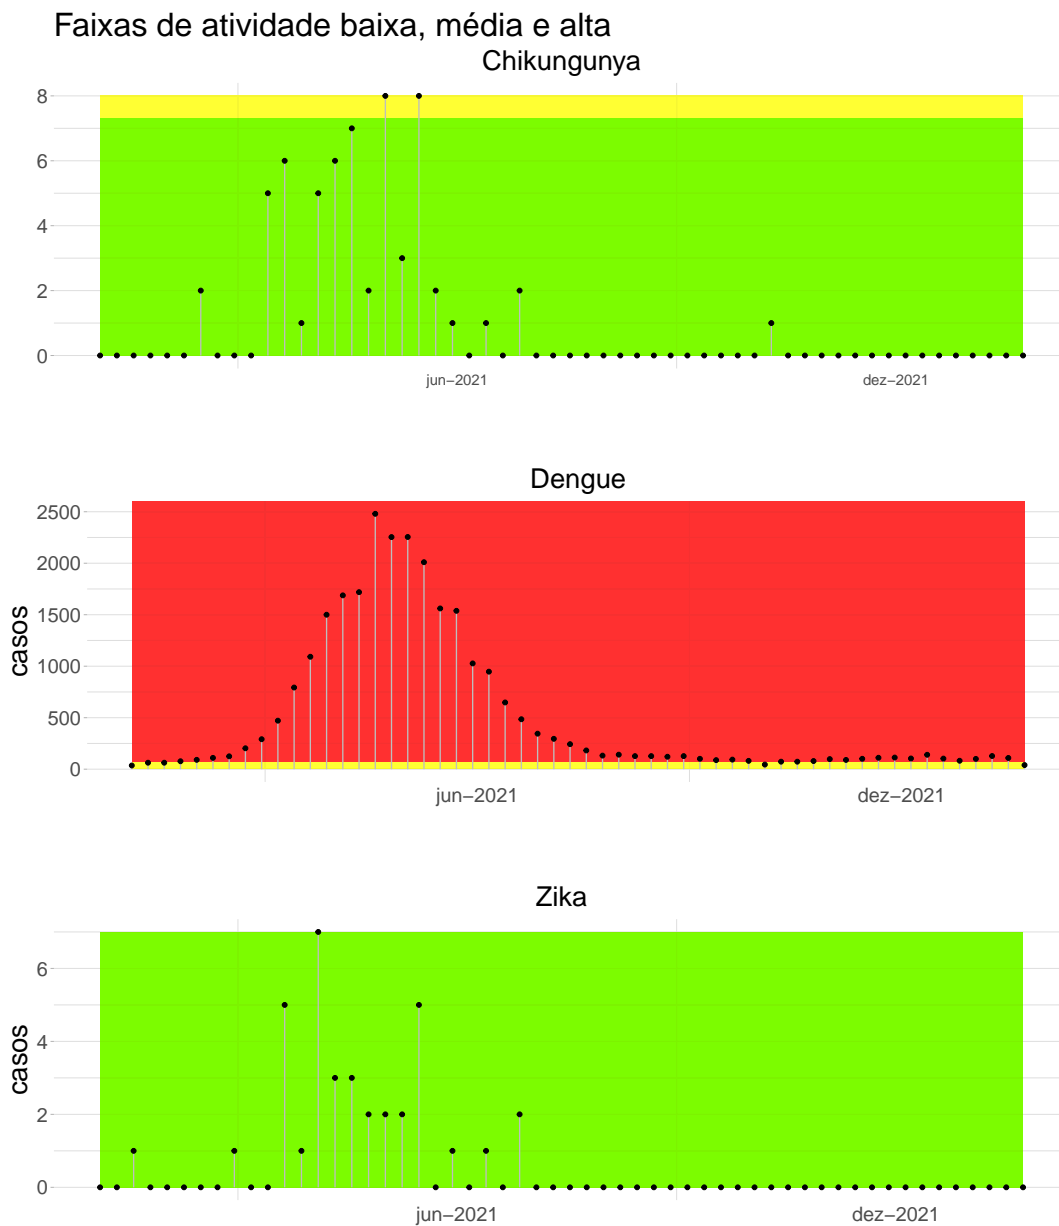 Faixas de atividade baixa, média e alta
Chikungunya
8
6
4
2
0
jun−2021 dez−2021
Dengue
casos
2500
2000
1500
1000
500
0
jun−2021 dez−2021
Zika
casos
6
4
2
0
jun−2021 dez−2021